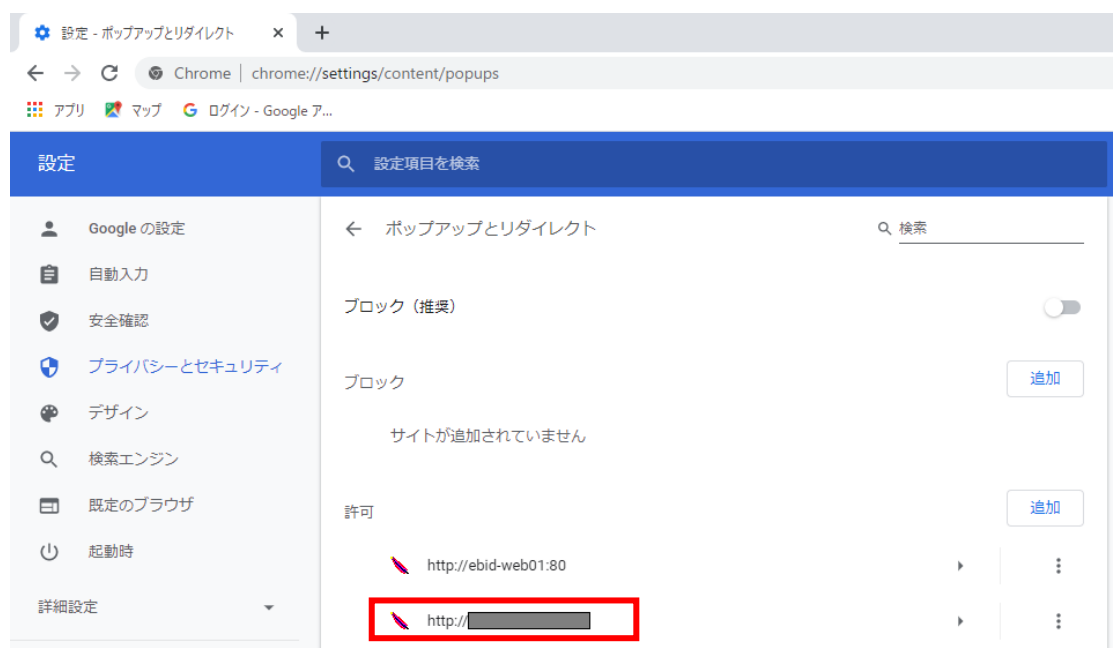 設定 - ポップアップとリダイレクト
Chrome | chrome://settings/content/popups
アプリ マップ ログイン - Google ア...
設定
設定項目を検索
Google の設定
自動入力
安全確認
プライバシーとセキュリティ
デザイン
検索エンジン
既定のブラウザ
起動時
詳細設定
ポップアップとリダイレクト
検索
ブロック（推奨）
ブロック
追加
サイトが追加されていません
許可
追加
http://ebid-web01:80
http://